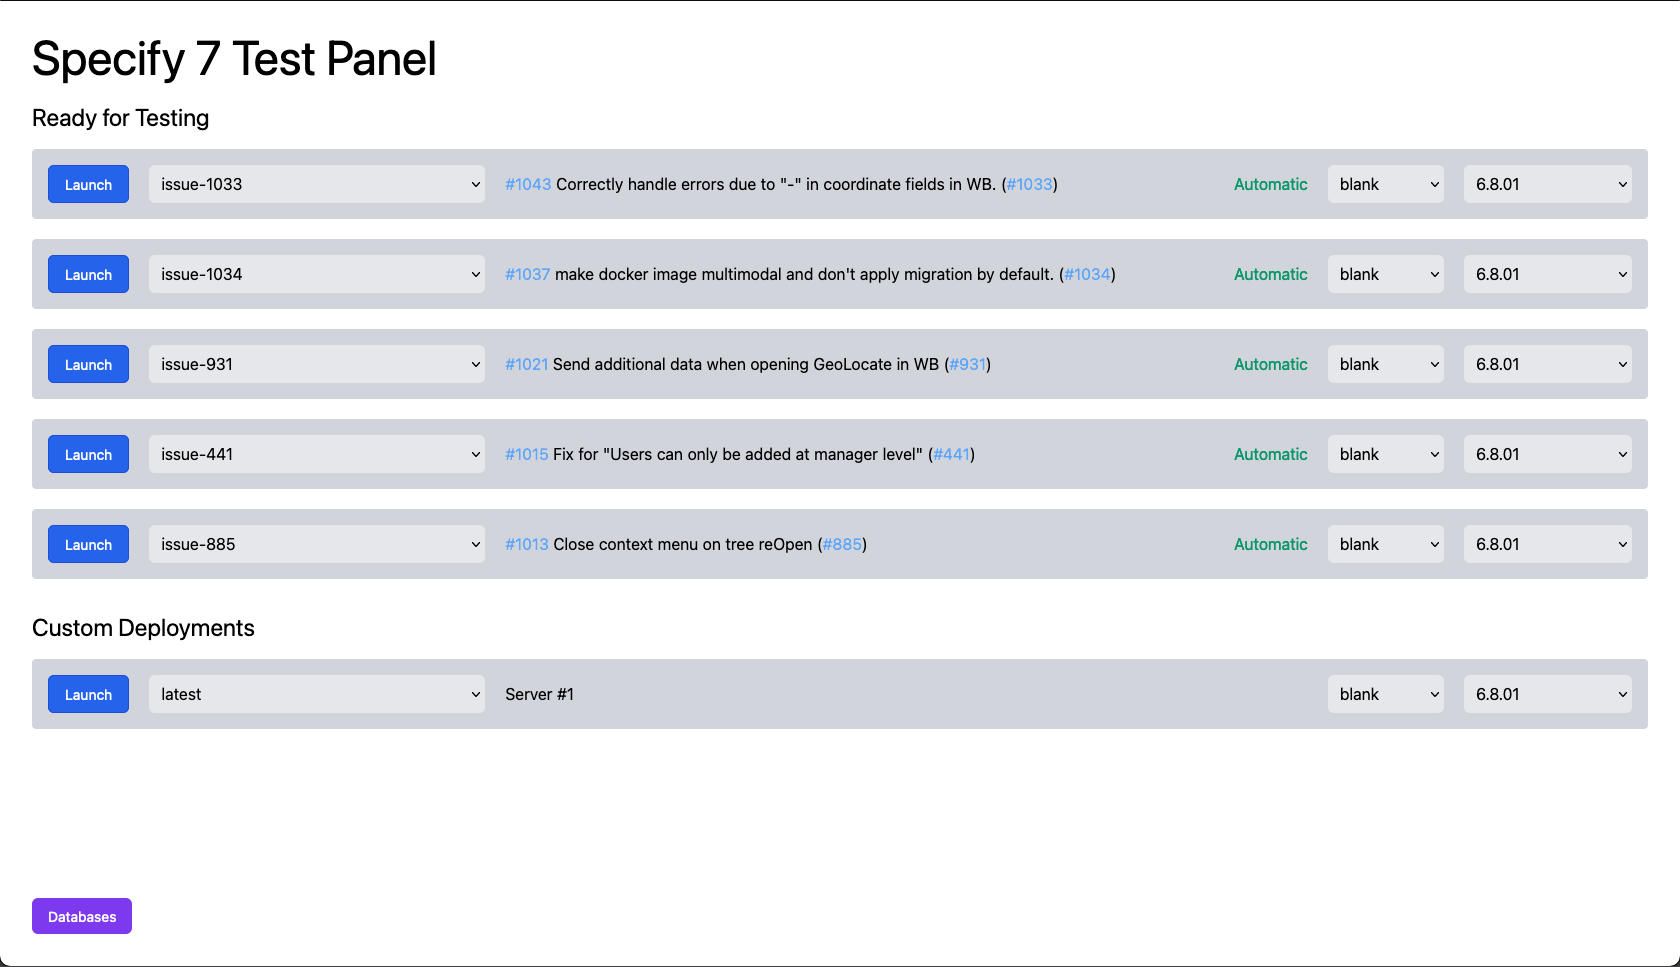 Specify 7 Test Panel
Ready for Testing
Launch issue-1033 #1043 Correctly handle errors due to "-" in coordinate fields in WB. (#1033) Automatic blank 6.8.01
Launch issue-1034 #1037 make docker image multimodal and don't apply migration by default. (#1034) Automatic blank 6.8.01
Launch issue-931 #1021 Send additional data when opening GeoLocate in WB (#931) Automatic blank 6.8.01
Launch issue-441 #1015 Fix for "Users can only be added at manager level" (#441) Automatic blank 6.8.01
Launch issue-885 #1013 Close context menu on tree reOpen (#885) Automatic blank 6.8.01
Custom Deployments
Launch latest Server #1 blank 6.8.01
Databases